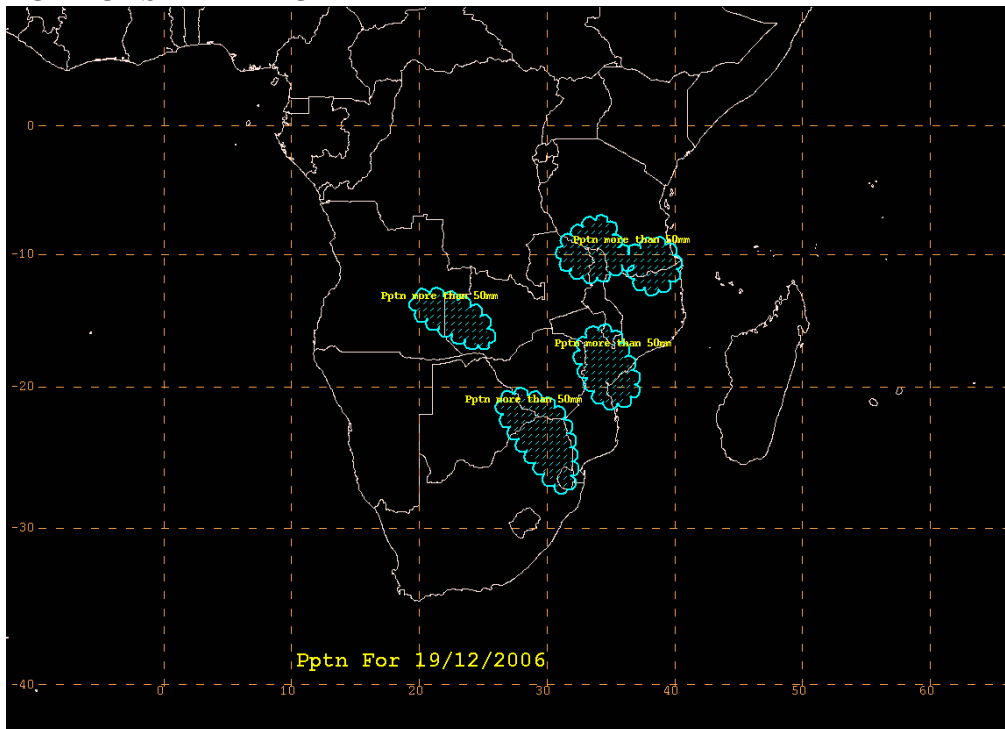 0
Pptn more than 50mm
-10
Pptn more than 50mm
Pptn more than 50mm
-20
Pptn more than 50mm
-30
Pptn For 19/12/2006
-40
0 10 20 30 40 50 60